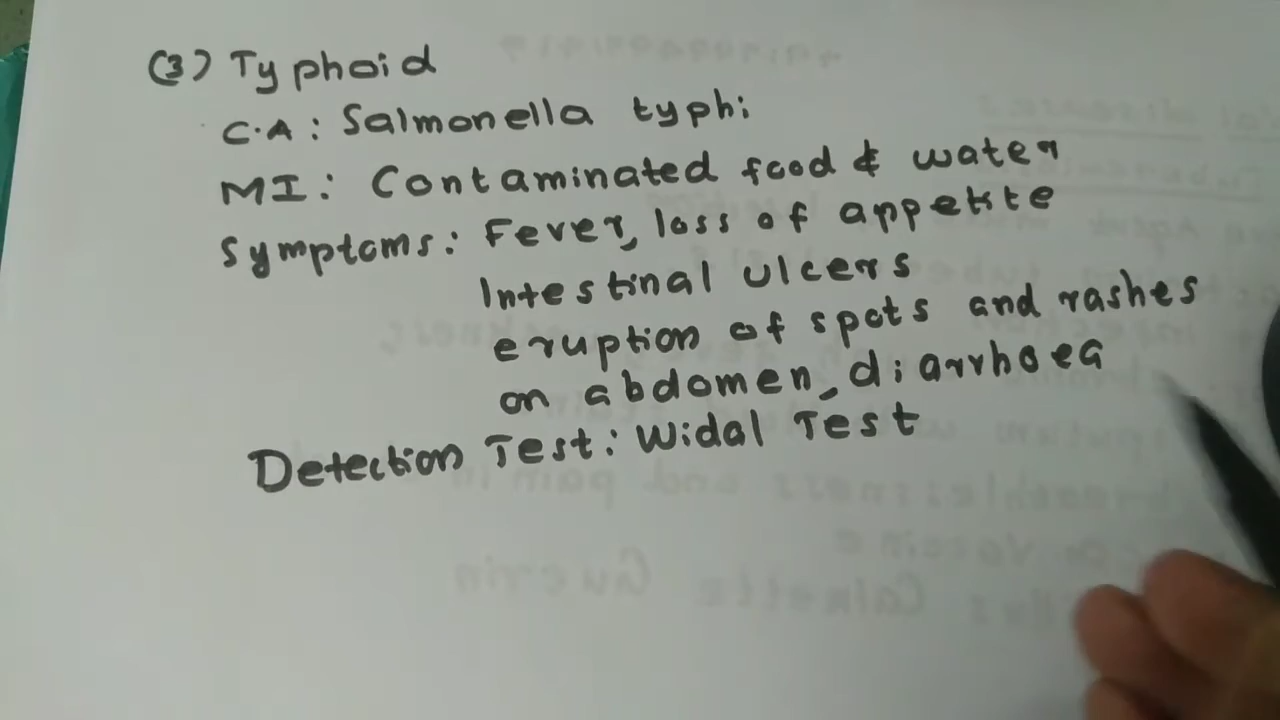 (3) Typhoid
C.A: Salmonella typhi
MI: Contaminated food & water
Symptoms: Fever, loss of appetite
Intestinal ulcers
eruption of spots and rashes
on abdomen, diarrhoea
Detection Test: Widal Test